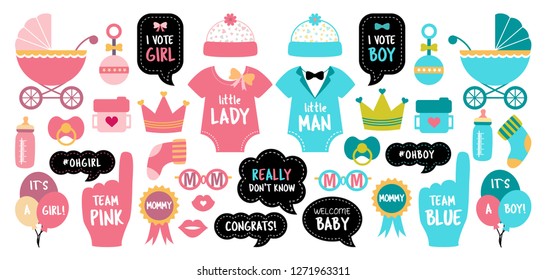 I VOTE
GIRL
I VOTE
BOY
little
LADY
little
MAN
#OHGIRL
#OHBOY
IT'S
A
GIRL!
TEAM
PINK
MOMMY
M M
REALLY
DON'T KNOW
CONGRATS!
WELCOME
BABY
M M
MOMMY
TEAM
BLUE
IT'S
A
BOY!
shutterstock.com · 1271963311